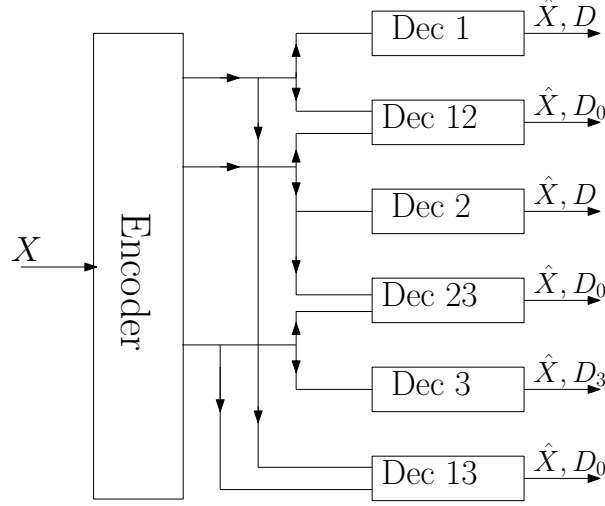 Dec 1
X̂, D
Dec 12
X̂, D₀
Dec 2
X̂, D
X
Encoder
Dec 23
X̂, D₀
Dec 3
X̂, D₃
Dec 13
X̂, D₀